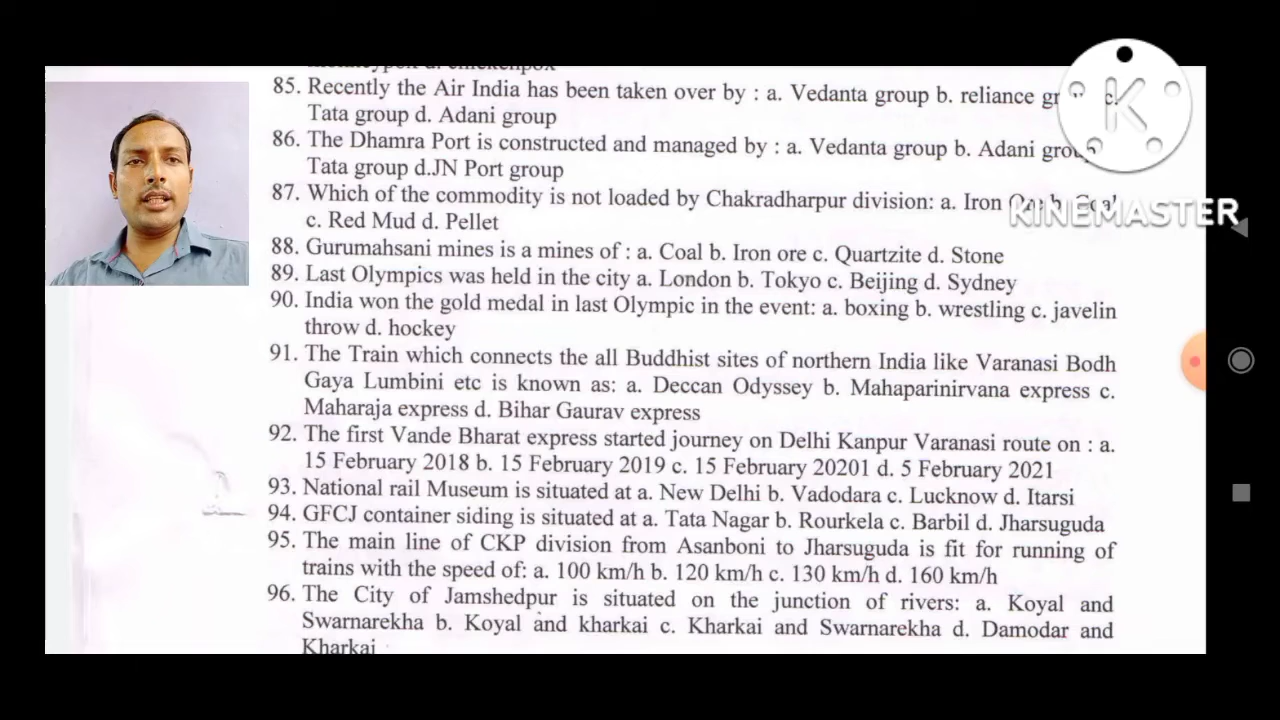 85. Recently the Air India has been taken over by : a. Vedanta group b. reliance
Tata group d. Adani group
86. The Dhamra Port is constructed and managed by : a. Vedanta group b. Adani
Tata group d.JN Port group
87. Which of the commodity is not loaded by Chakradharpur division: a. Iron
c. Red Mud d. Pellet
KINEMASTER
88. Gurumahsani mines is a mines of : a. Coal b. Iron ore c. Quartzite d. Stone
89. Last Olympics was held in the city a. London b. Tokyo c. Beijing d. Sydney
90. India won the gold medal in last Olympic in the event: a. boxing b. wrestling c. javelin
throw d. hockey
91. The Train which connects the all Buddhist sites of northern India like Varanasi Bodh
Gaya Lumbini etc is known as: a. Deccan Odyssey b. Mahaparinirvana express c.
Maharaja express d. Bihar Gaurav express
92. The first Vande Bharat express started journey on Delhi Kanpur Varanasi route on : a.
15 February 2018 b. 15 February 2019 c. 15 February 20201 d. 5 February 2021
93. National rail Museum is situated at a. New Delhi b. Vadodara c. Lucknow d. Itarsi
94. GFCJ container siding is situated at a. Tata Nagar b. Rourkela c. Barbil d. Jharsuguda
95. The main line of CKP division from Asanboni to Jharsuguda is fit for running of
trains with the speed of: a. 100 km/h b. 120 km/h c. 130 km/h d. 160 km/h
96. The City of Jamshedpur is situated on the junction of rivers: a. Koyal and
Swarnarekha b. Koyal and kharkai c. Kharkai and Swarnarekha d. Damodar and
Kharkai